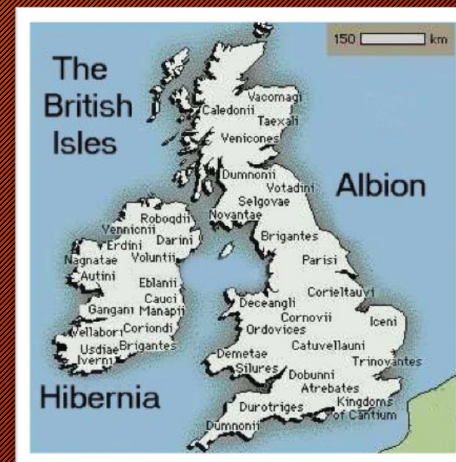 150 km
The
British
Isles
Albion
Hibernia
Vacomagi
Caledonii
Taexali
Venicones
Dumnonii
Votadini
Selgovae
Novantae
Brigantes
Parisi
Corieltauvi
Deceangli
Cornovii
Iceni
Ordovices
Catuvellauni
Demetae
Trinovantes
Silures
Dobunni
Atrebates
Durotriges
Kingdoms
of Cantium
Dumnonii
Robogdii
Vennionii
Erdini
Darini
Nagnatae
Voluntii
Autini
Eblanii
Cauci
Gangani
Manapii
Vellabori
Coriondi
Usdiae
Brigantes
Iverni